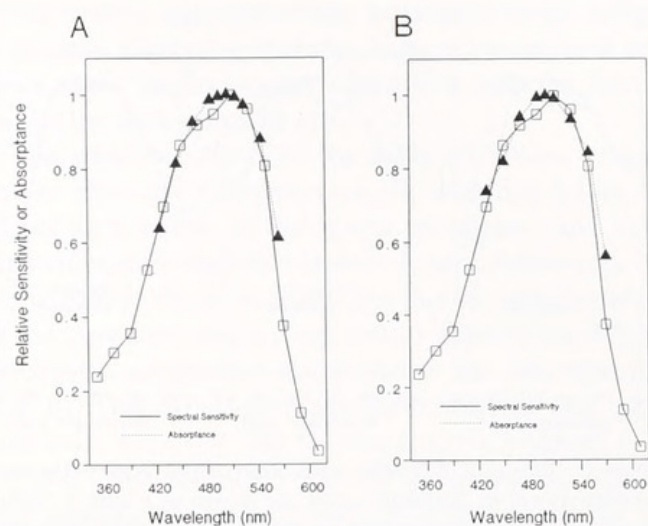 A
B
Relative Sensitivity or Absorptance
1
0.8
0.6
0.4
0.2
0
Spectral Sensitivity
Absorptance
360 420 480 540 600
Wavelength (nm)
1
0.8
0.6
0.4
0.2
0
Spectral Sensitivity
Absorptance
360 420 480 540 600
Wavelength (nm)